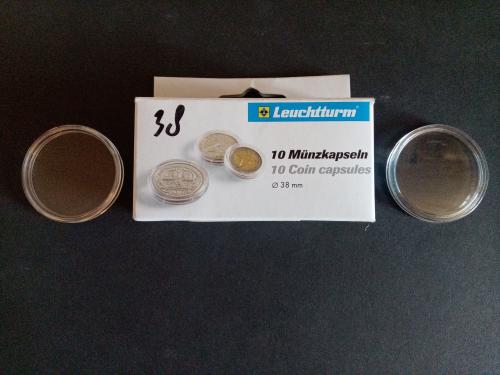 38
Leuchtturm
10 Münzkapseln
10 Coin capsules
Ø 38 mm